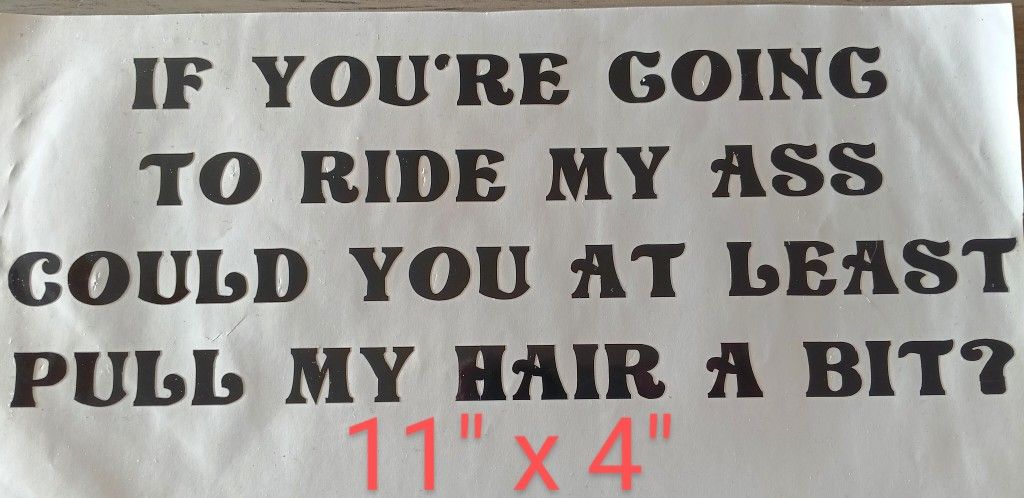 IF YOU'RE GOING
TO RIDE MY ASS
COULD YOU AT LEAST
PULL MY HAIR A BIT?
11" x 4"